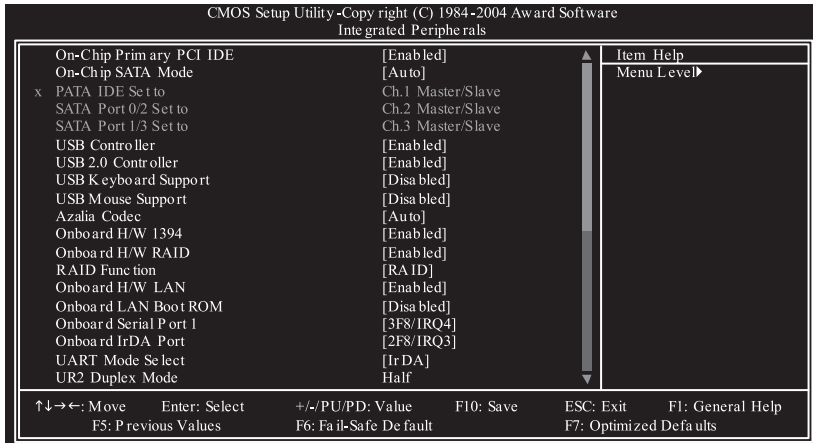 CMOS Setup Utility-Copyright (C) 1984-2004 Award Software
Integrated Peripherals
On-Chip Primary PCI IDE [Enabled] Item Help
On-Chip SATA Mode [Auto] Menu Level▶
x PATA IDE Set to Ch.1 Master/Slave
SATA Port 0/2 Set to Ch.2 Master/Slave
SATA Port 1/3 Set to Ch.3 Master/Slave
USB Controller [Enabled]
USB 2.0 Controller [Enabled]
USB Keyboard Support [Disabled]
USB Mouse Support [Disabled]
Azalia Codec [Auto]
Onboard H/W 1394 [Enabled]
Onboard H/W RAID [Enabled]
RAID Function [RAID]
Onboard H/W LAN [Enabled]
Onboard LAN Boot ROM [Disabled]
Onboard Serial Port 1 [3F8/IRQ4]
Onboard IrDA Port [2F8/IRQ3]
UART Mode Select [IrDA]
UR2 Duplex Mode Half
↑↓→←: Move Enter: Select +/-/PU/PD: Value F10: Save ESC: Exit F1: General Help
F5: Previous Values F6: Fail-Safe Default F7: Optimized Defaults